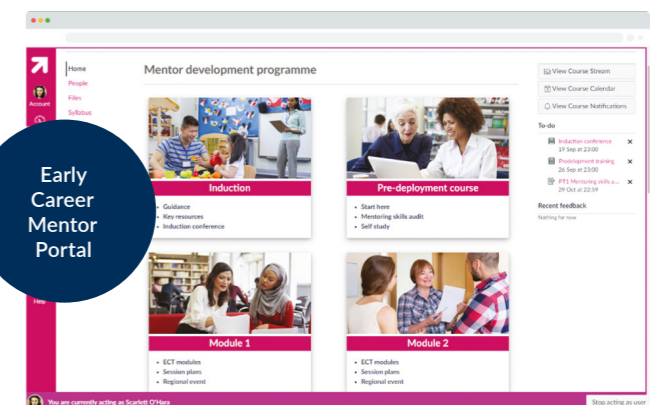 Home
People
Files
Syllabus
Account
Help
Early
Career
Mentor
Portal
Mentor development programme
Induction
• Guidance
• Key resources
• Induction conference
Pre-deployment course
• Start here
• Mentoring skills audit
• Self study
Module 1
• ECT modules
• Session plans
• Regional event
Module 2
• ECT modules
• Session plans
• Regional event
View Course Stream
View Course Calendar
View Course Notifications
To-do
Induction conference
19 Sep at 23:00
Predeployment training
26 Sep at 23:00
PT1 Mentoring skills a...
29 Oct at 22:59
Recent feedback
Nothing for now
You are currently acting as Scarlett O'Hara
Stop acting as user